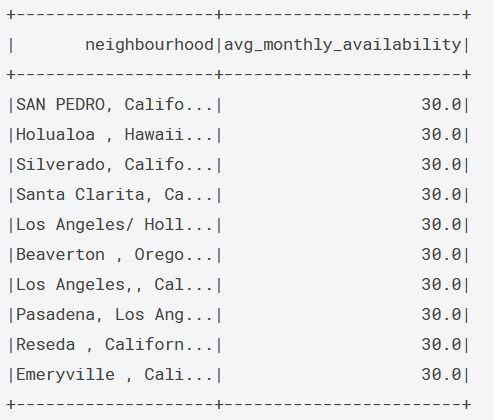 +--------------------+------------------------+
|       neighbourhood|avg_monthly_availability|
+--------------------+------------------------+
|SAN PEDRO, Califo...|                    30.0|
|Holualoa , Hawaii...|                    30.0|
|Silverado, Califo...|                    30.0|
|Santa Clarita, Ca...|                    30.0|
|Los Angeles/ Holl...|                    30.0|
|Beaverton , Orego...|                    30.0|
|Los Angeles,, Cal...|                    30.0|
|Pasadena, Los Ang...|                    30.0|
|Reseda , Californ...|                    30.0|
|Emeryville , Cali...|                    30.0|
+--------------------+------------------------+